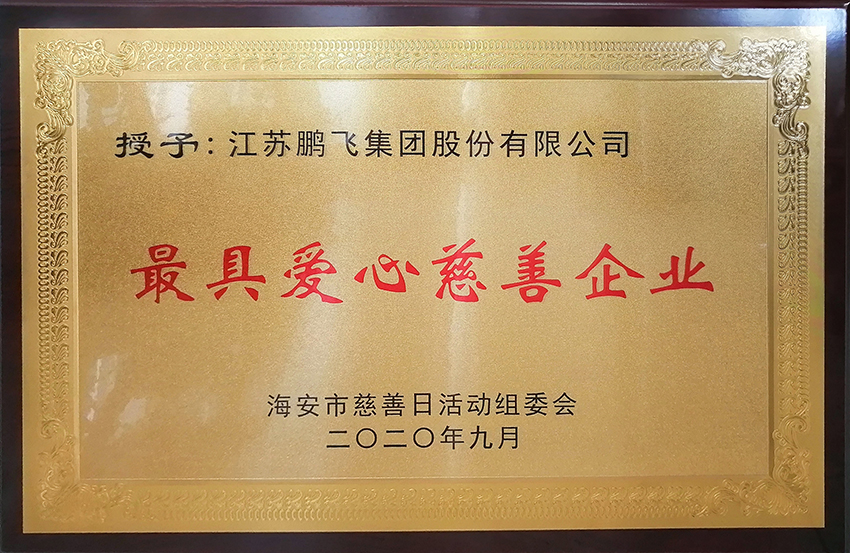 授予：江苏鹏飞集团股份有限公司
最具爱心慈善企业
海安市慈善日活动组委会
二〇二〇年九月